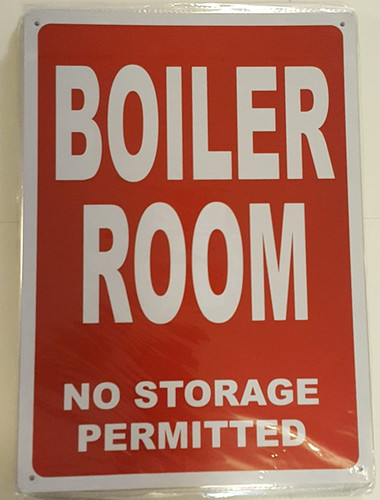 BOILER
ROOM
NO STORAGE
PERMITTED